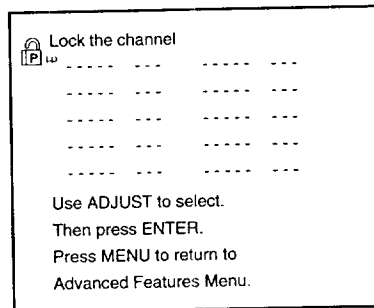 Lock the channel
P
- - - - - - - - - - - - - - - -
- - - - - - - - - - - - - - - -
- - - - - - - - - - - - - - - -
- - - - - - - - - - - - - - - -
- - - - - - - - - - - - - - - -
Use ADJUST to select.
Then press ENTER.
Press MENU to return to
Advanced Features Menu.